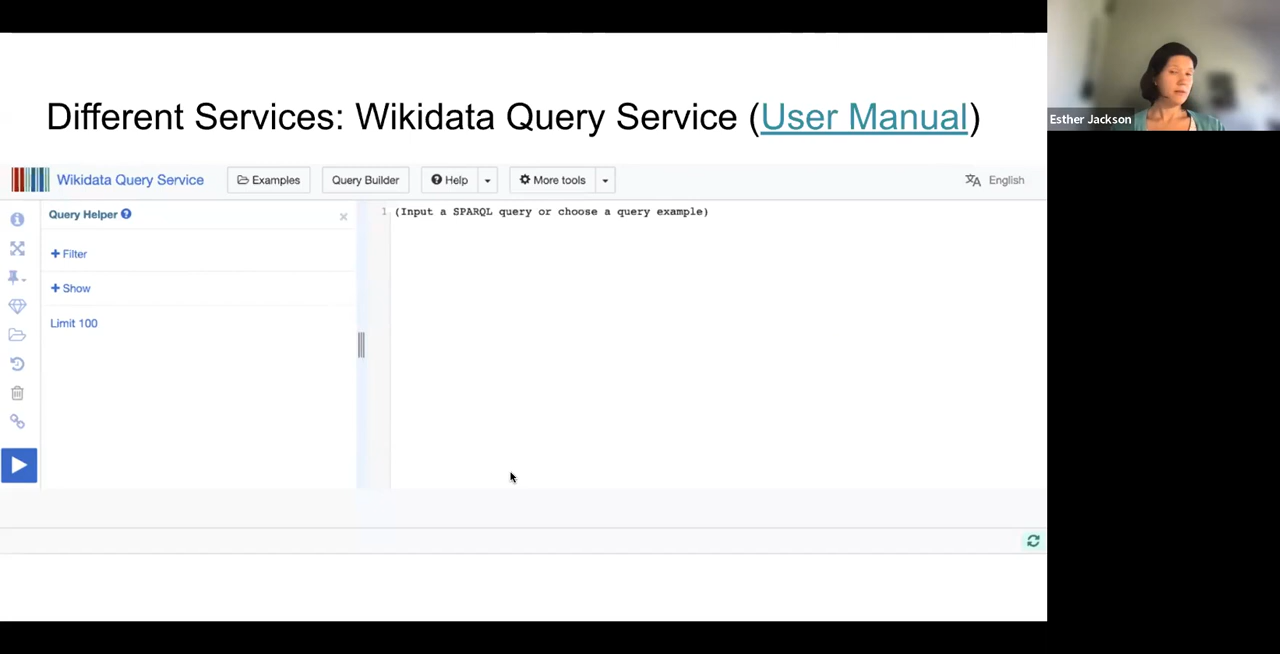 Different Services: Wikidata Query Service (User Manual)
Esther Jackson
Wikidata Query Service
Examples
Query Builder
Help
More tools
English
Query Helper
Filter
Show
Limit 100
1 (Input a SPARQL query or choose a query example)